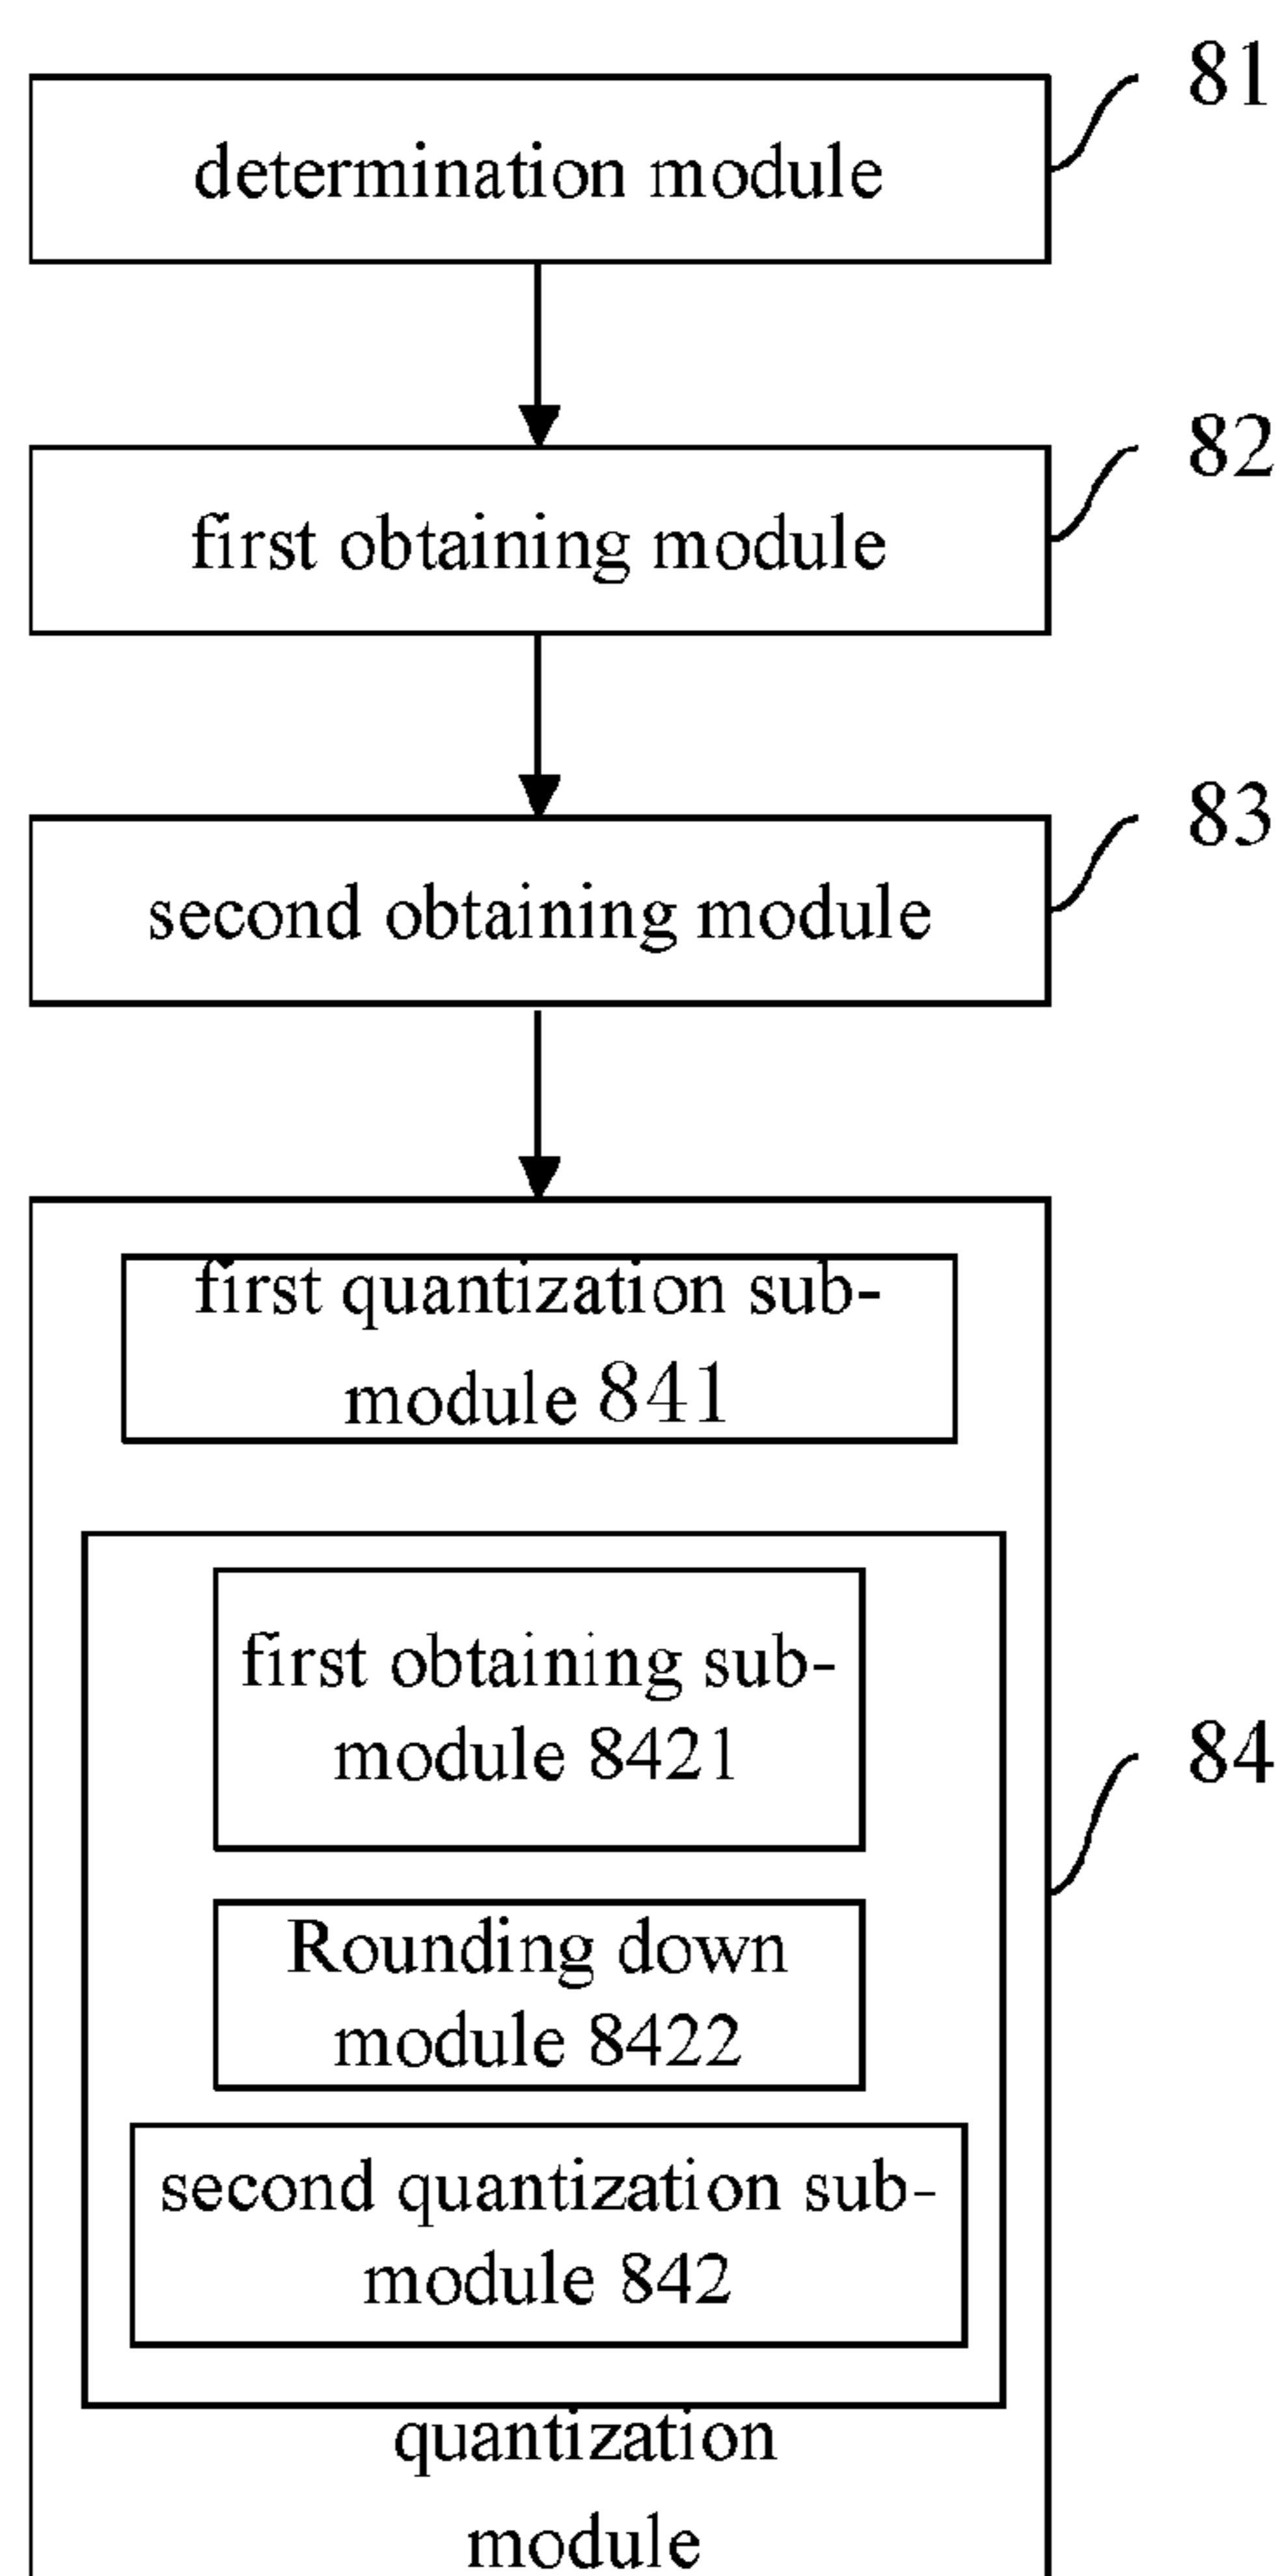 81
determination module
82
first obtaining module
83
second obtaining module
first quantization sub-
module 841
first obtaining sub-
module 8421
84
Rounding down
module 8422
second quantization sub-
module 842
quantization
module